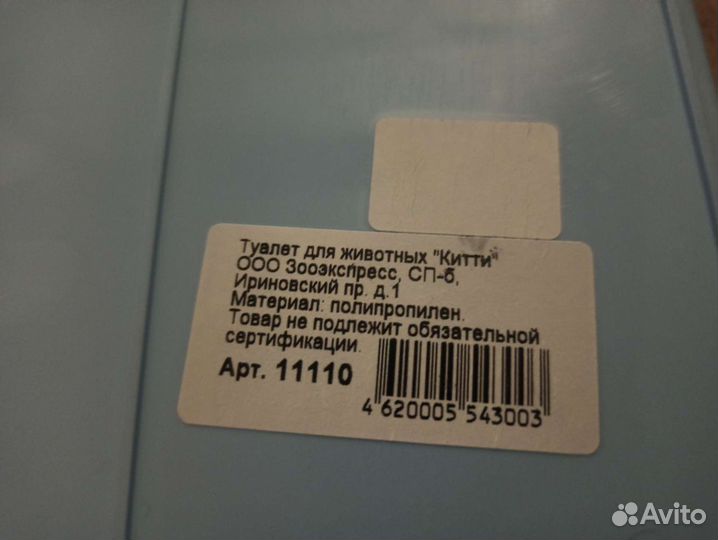 Туалет для животных "Китти"
ООО Зооэкспресс, СП-б,
Ириновский пр. д.1
Материал: полипропилен.
Товар не подлежит обязательной
сертификации.
Арт. 11110
4 620005 543003
Avito